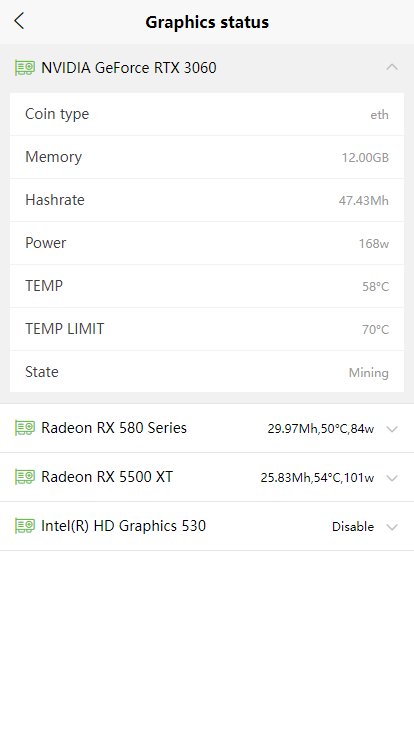 Graphics status
NVIDIA GeForce RTX 3060
Coin type eth
Memory 12.00GB
Hashrate 47.43Mh
Power 168w
TEMP 58°C
TEMP LIMIT 70°C
State Mining
Radeon RX 580 Series 29.97Mh,50°C,84w
Radeon RX 5500 XT 25.83Mh,54°C,101w
Intel(R) HD Graphics 530 Disable